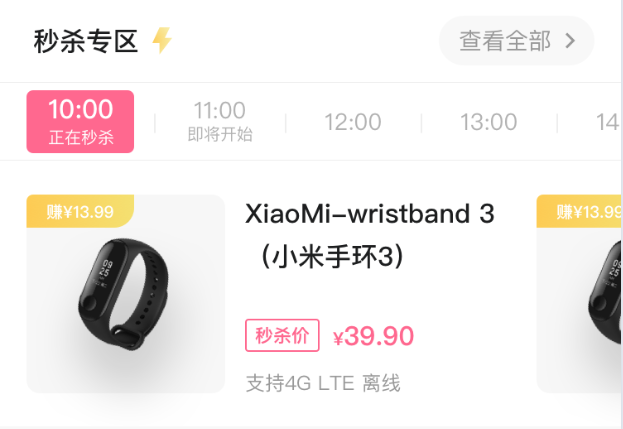 秒杀专区
查看全部
10:00
正在秒杀
11:00
即将开始
12:00
13:00
14
赚¥13.99
XiaoMi-wristband 3
（小米手环3）
秒杀价 ¥39.90
支持4G LTE 离线
赚¥13.99